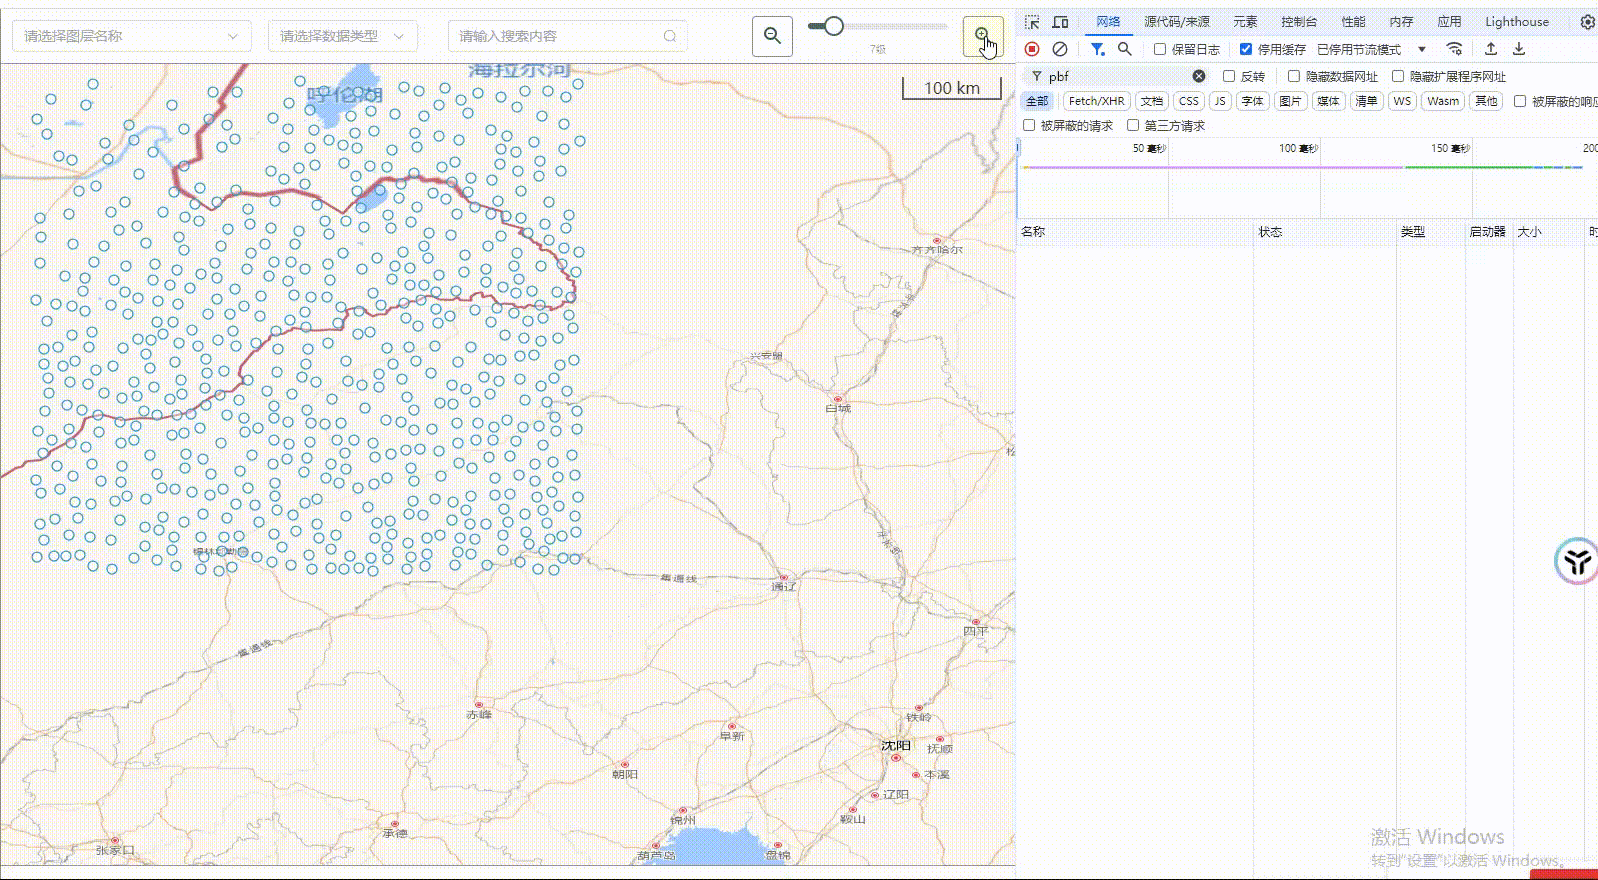 请选择图层名称
请选择数据类型
请输入搜索内容
7级
100 km
海拉尔河
呼伦湖
齐齐哈尔
兴安盟
白城
松
集通线
通辽
四平
集通线
赤峰
铁岭
阜新
沈阳
抚顺
朝阳
本溪
辽阳
锦州
鞍山
承德
张家口
葫芦岛
盘锦
网络 源代码/来源 元素 控制台 性能 内存 应用 Lighthouse
保留日志 停用缓存 已停用节流模式
pbf 反转 隐藏数据网址 隐藏扩展程序网址
全部 Fetch/XHR 文档 CSS JS 字体 图片 媒体 清单 WS Wasm 其他 被屏蔽的响应
被屏蔽的请求 第三方请求
50 毫秒 100 毫秒 150 毫秒 200
名称 状态 类型 启动器 大小 时
激活 Windows
转到"设置"以激活 Windows。